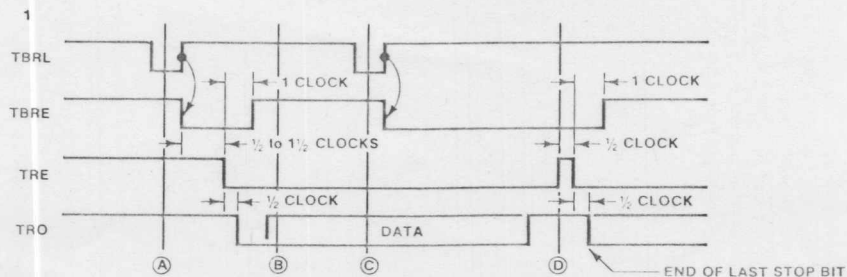 1
TBRL
1 CLOCK 1 CLOCK
TBRE
½ to 1½ CLOCKS ½ CLOCK
TRE
½ CLOCK ½ CLOCK
TRO DATA
A B C D END OF LAST STOP BIT